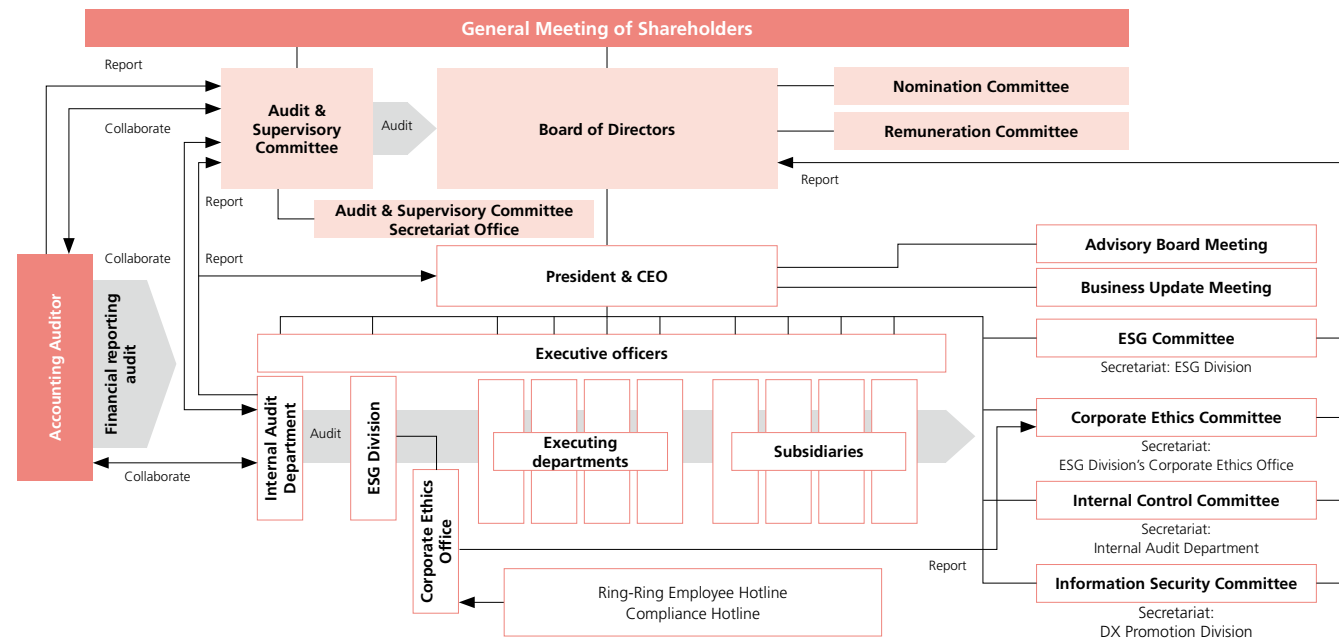 General Meeting of Shareholders
Report
Collaborate
Audit &
Supervisory
Committee
Audit
Board of Directors
Nomination Committee
Remuneration Committee
Report
Report
Audit & Supervisory Committee
Secretariat Office
Collaborate
Report
President & CEO
Advisory Board Meeting
Business Update Meeting
Accounting Auditor
Financial reporting
audit
Executive officers
ESG Committee
Secretariat: ESG Division
Internal Audit
Department
Audit
ESG Division
Executing
departments
Subsidiaries
Corporate Ethics Committee
Secretariat:
ESG Division’s Corporate Ethics Office
Collaborate
Corporate Ethics
Office
Internal Control Committee
Secretariat:
Internal Audit Department
Report
Ring-Ring Employee Hotline
Compliance Hotline
Information Security Committee
Secretariat:
DX Promotion Division